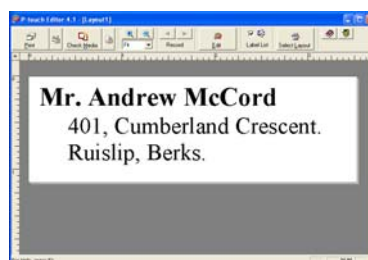 P-touch Editor 4.1 - [Layout1]
Print Check Media Fit Record Edit Label List Select Layout
Mr. Andrew McCord
401, Cumberland Crescent.
Ruislip, Berks.